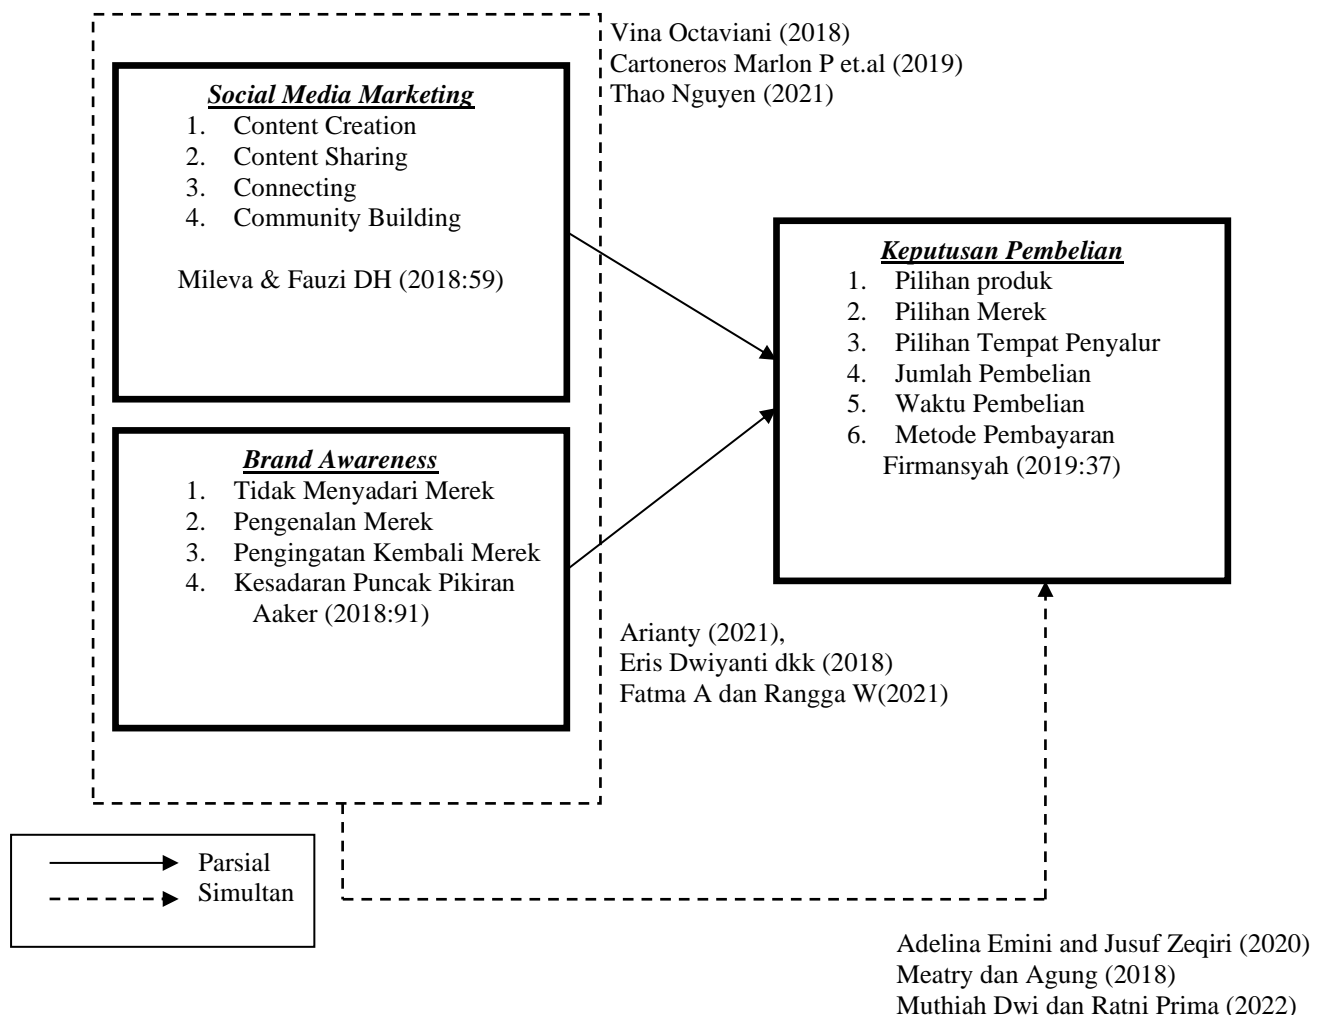 Vina Octaviani (2018)
Cartoneros Marlon P et.al (2019)
Thao Nguyen (2021)
Social Media Marketing
1. Content Creation
2. Content Sharing
3. Connecting
4. Community Building
Mileva & Fauzi DH (2018:59)
Keputusan Pembelian
1. Pilihan produk
2. Pilihan Merek
3. Pilihan Tempat Penyalur
4. Jumlah Pembelian
5. Waktu Pembelian
6. Metode Pembayaran
Firmansyah (2019:37)
Brand Awareness
1. Tidak Menyadari Merek
2. Pengenalan Merek
3. Pengingatan Kembali Merek
4. Kesadaran Puncak Pikiran
Aaker (2018:91)
Arianty (2021),
Eris Dwiyanti dkk (2018)
Fatma A dan Rangga W(2021)
Parsial
Simultan
Adelina Emini and Jusuf Zeqiri (2020)
Meatry dan Agung (2018)
Muthiah Dwi dan Ratni Prima (2022)